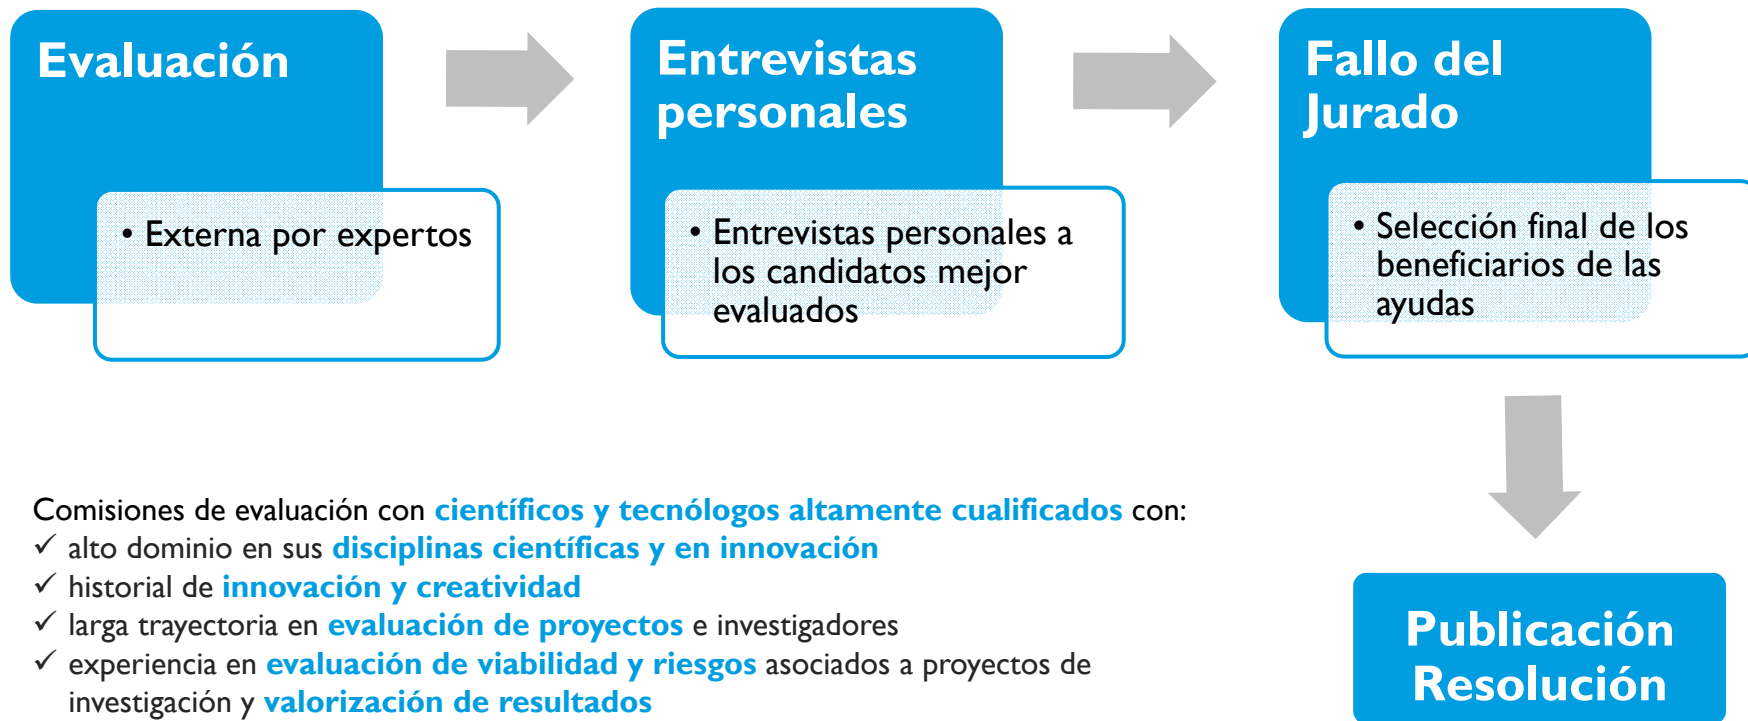 Evaluación
• Externa por expertos
Entrevistas
personales
• Entrevistas personales a
los candidatos mejor
evaluados
Fallo del
Jurado
• Selección final de los
beneficiarios de las
ayudas
Comisiones de evaluación con científicos y tecnólogos altamente cualificados con:
✓ alto dominio en sus disciplinas científicas y en innovación
✓ historial de innovación y creatividad
✓ larga trayectoria en evaluación de proyectos e investigadores
✓ experiencia en evaluación de viabilidad y riesgos asociados a proyectos de
investigación y valorización de resultados
Publicación
Resolución